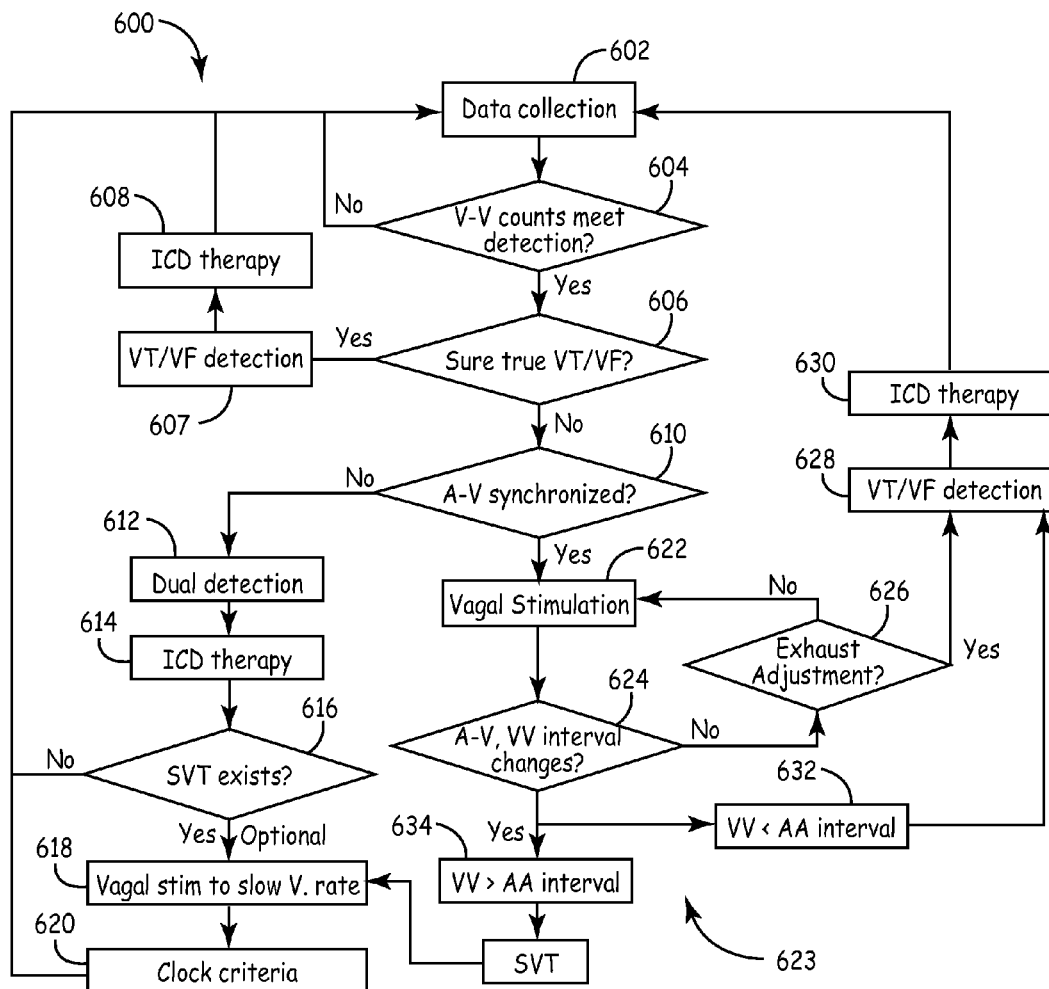 600
602
Data collection
604
No
V-V counts meet
detection?
608
ICD therapy
Yes
606
Yes
VT/VF detection
Sure true VT/VF?
607
630
ICD therapy
No
610
No
A-V synchronized?
628
VT/VF detection
612
Dual detection
Yes
622
Vagal Stimulation
No
626
614
ICD therapy
Exhaust
Adjustment?
Yes
616
624
No
SVT exists?
A-V, VV interval
changes?
No
632
Yes
Optional
634
Yes
VV < AA interval
618
Vagal stim to slow V. rate
VV > AA interval
620
Clock criteria
SVT
623